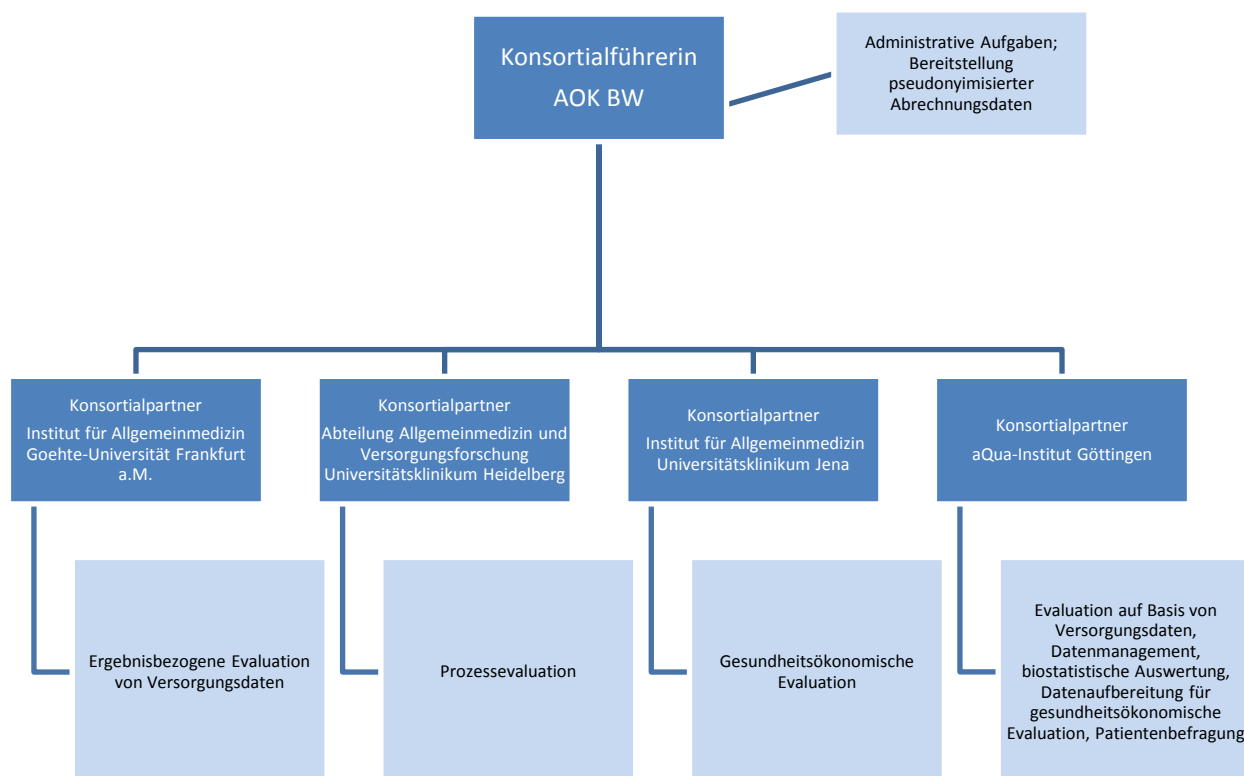 Konsortialführerin
AOK BW
Administrative Aufgaben;
Bereitstellung
pseudonyimisierter
Abrechnungsdaten
Konsortialpartner
Institut für Allgemeinmedizin
Goehte-Universität Frankfurt
a.M.
Konsortialpartner
Abteilung Allgemeinmedizin und
Versorgungsforschung
Universitätsklinikum Heidelberg
Konsortialpartner
Institut für Allgemeinmedizin
Universitätsklinikum Jena
Konsortialpartner
aQua-Institut Göttingen
Ergebnisbezogene Evaluation
von Versorgungsdaten
Prozessevaluation
Gesundheitsökonomische
Evaluation
Evaluation auf Basis von
Versorgungsdaten,
Datenmanagement,
biostatistische Auswertung,
Datenaufbereitung für
gesundheitsökonomische
Evaluation, Patientenbefragung